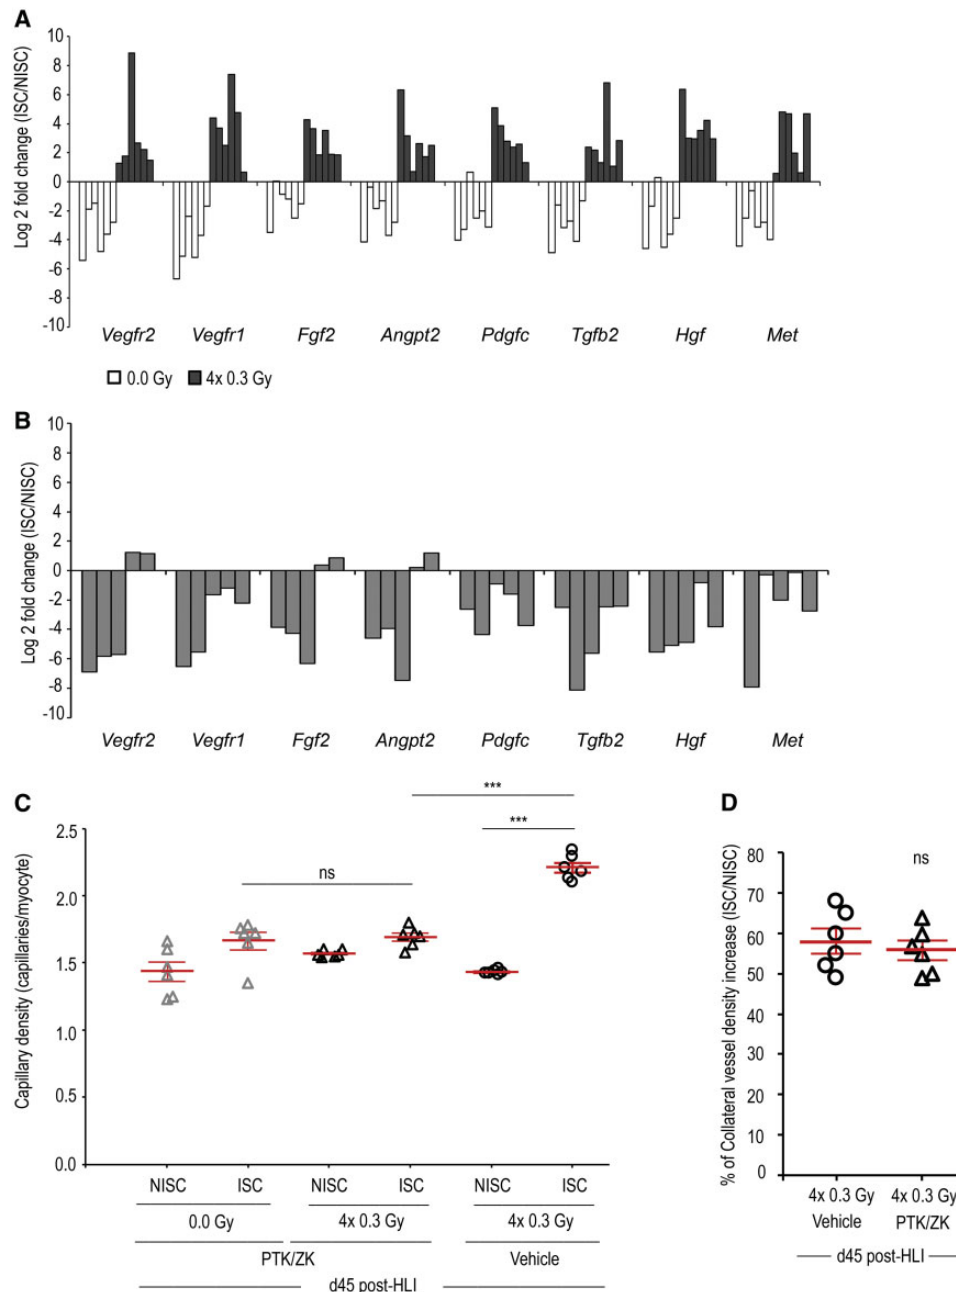 A
Log 2 fold change (ISC/NISC)
10
8
6
4
2
0
-2
-4
-6
-8
-10
Vegfr2 Vegfr1 Fgf2 Angpt2 Pdgfc Tgfb2 Hgf Met
0.0 Gy 4x 0.3 Gy
B
Log 2 fold change (ISC/NISC)
10
8
6
4
2
0
-2
-4
-6
-8
-10
Vegfr2 Vegfr1 Fgf2 Angpt2 Pdgfc Tgfb2 Hgf Met
C
Capillary density (capillaries/myocyte)
2.5
2.0
1.5
1.0
0.5
0.0
***
***
ns
NISC ISC NISC ISC NISC ISC
0.0 Gy 4x 0.3 Gy 4x 0.3 Gy
PTK/ZK Vehicle
d45 post-HLI
D
% of Collateral vessel density increase (ISC/NISC)
80
70
60
50
40
30
20
10
0
ns
4x 0.3 Gy 4x 0.3 Gy
Vehicle PTK/ZK
d45 post-HLI